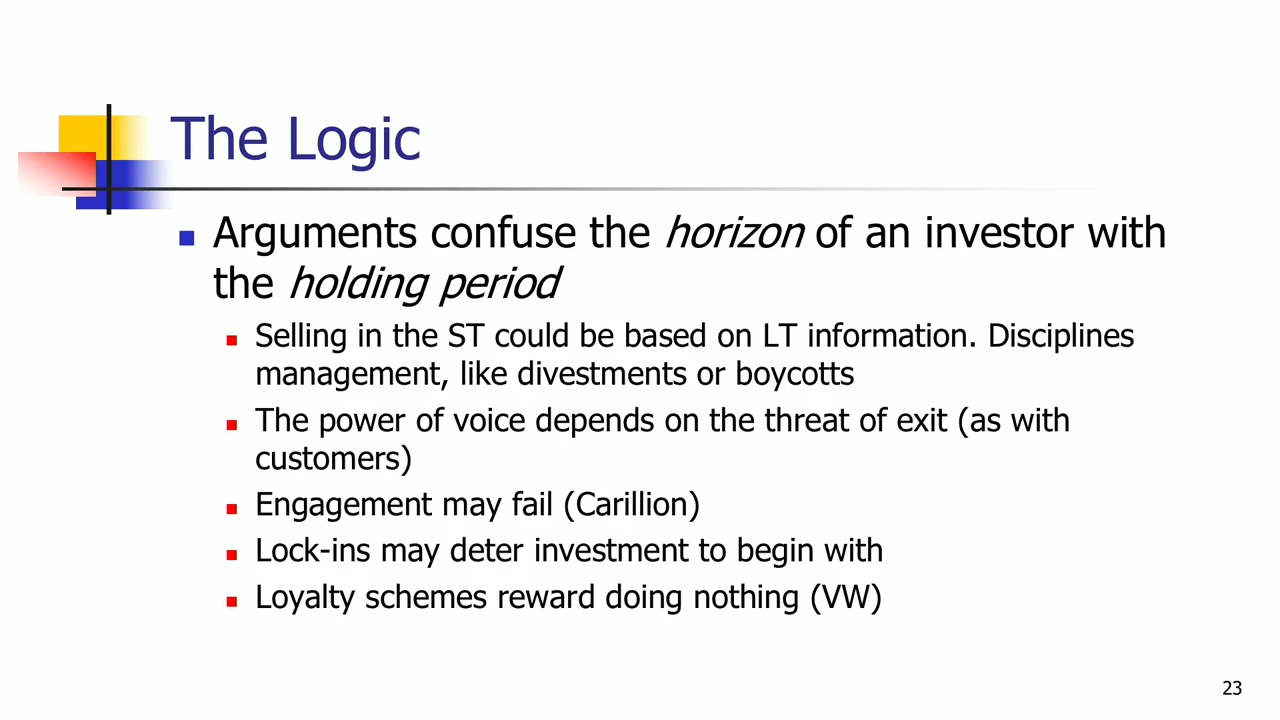 The Logic
Arguments confuse the horizon of an investor with
the holding period
Selling in the ST could be based on LT information. Disciplines
management, like divestments or boycotts
The power of voice depends on the threat of exit (as with
customers)
Engagement may fail (Carillion)
Lock-ins may deter investment to begin with
Loyalty schemes reward doing nothing (VW)
23